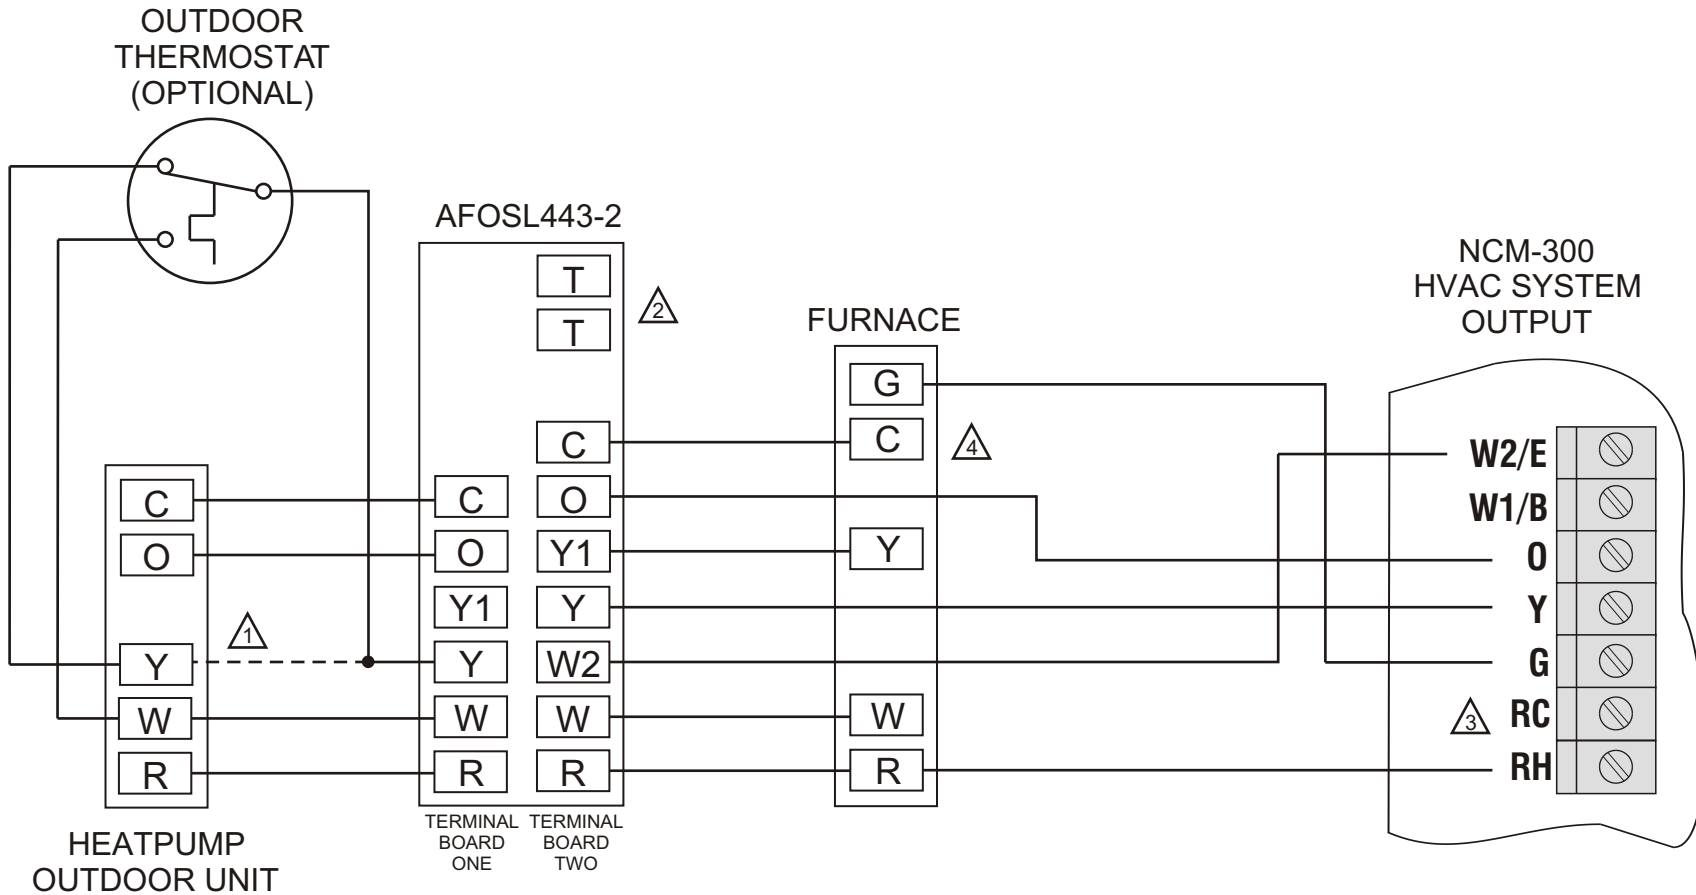 OUTDOOR
THERMOSTAT
(OPTIONAL)
AFOSL443-2
T
T
2
C
O
Y1
Y
W2
W
R
C
O
Y1
Y
W
R
TERMINAL
BOARD
ONE
TERMINAL
BOARD
TWO
C
O
1
Y
W
R
HEATPUMP
OUTDOOR UNIT
FURNACE
G
C
4
Y
W
R
NCM-300
HVAC SYSTEM
OUTPUT
W2/E
W1/B
O
Y
G
3 RC
RH